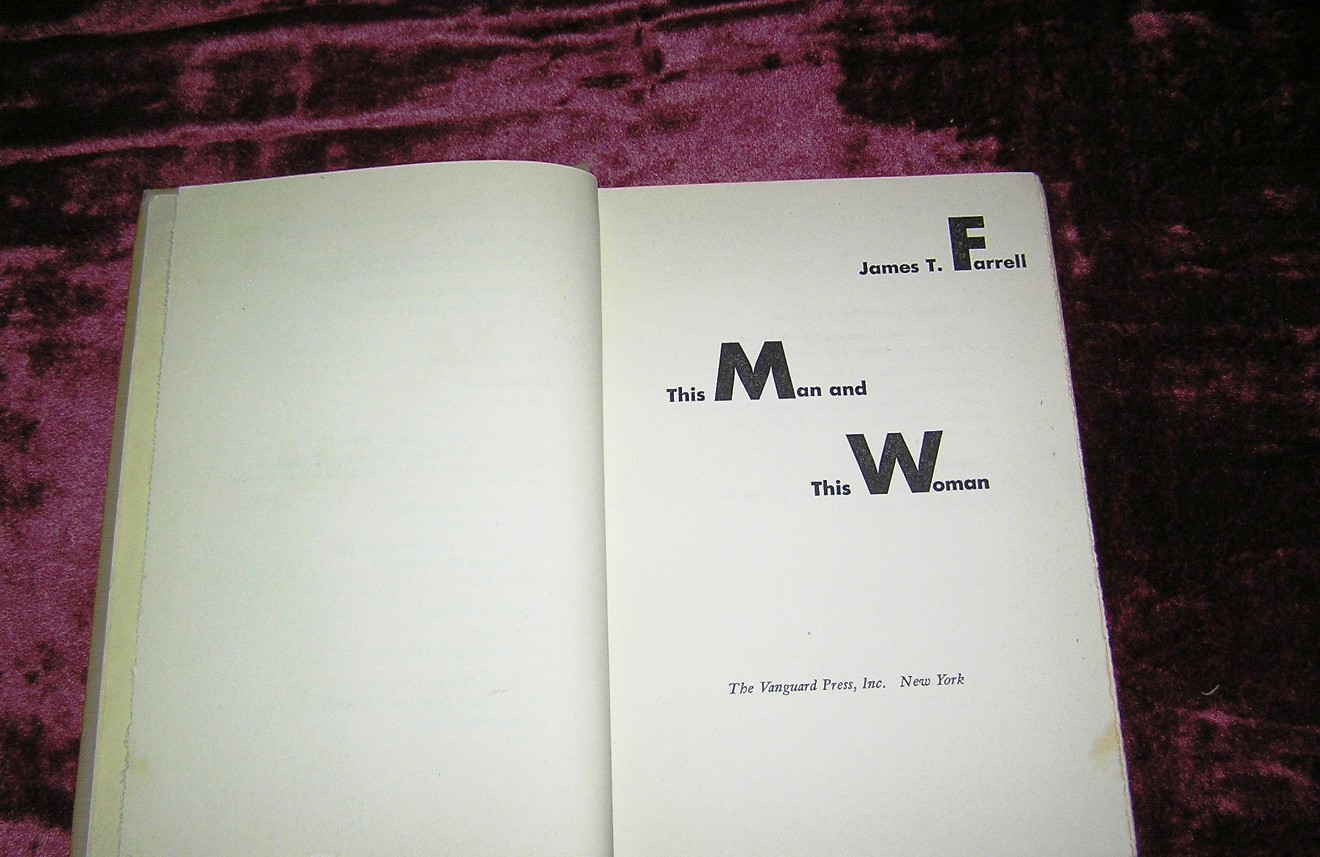 James T. Farrell
This Man and
This Woman
The Vanguard Press, Inc. New York